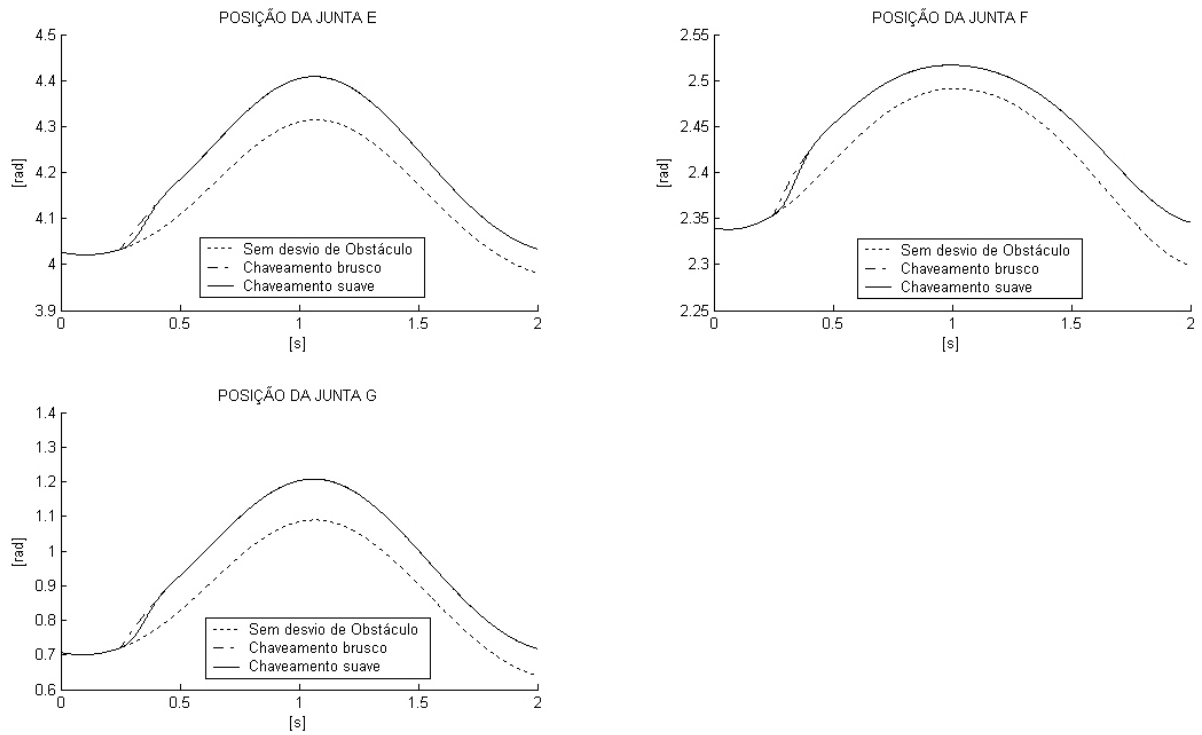 POSIÇÃO DA JUNTA E
4.5
4.4
4.3
4.2
4.1
4
3.9
[rad]
0
0.5
1
1.5
2
[s]
Sem desvio de Obstáculo
Chaveamento brusco
Chaveamento suave
POSIÇÃO DA JUNTA F
2.55
2.5
2.45
2.4
2.35
2.3
2.25
[rad]
0
0.5
1
1.5
2
[s]
Sem desvio de Obstáculo
Chaveamento brusco
Chaveamento suave
POSIÇÃO DA JUNTA G
1.4
1.3
1.2
1.1
1
0.9
0.8
0.7
0.6
[rad]
0
0.5
1
1.5
2
[s]
Sem desvio de Obstáculo
Chaveamento brusco
Chaveamento suave